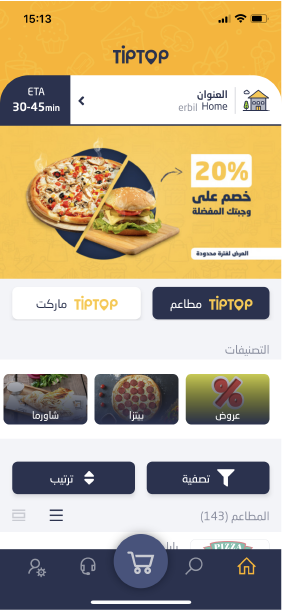 15:13
TIPTOP
ETA
30-45min
العنوان
erbil Home
20%
خصم على
وجبتك المفضلة
العرض لفترة محدودة
TIPTOP مطاعم
TIPTOP ماركت
التصنيفات
عروض
بيتزا
شاورما
تصفية
ترتيب
المطاعم (143)
PIZZA